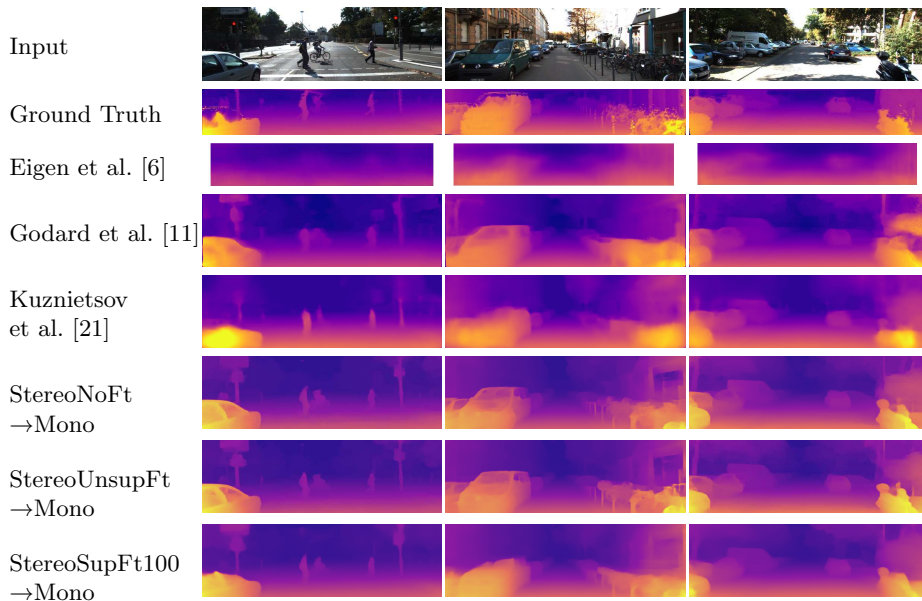 Input
Ground Truth
Eigen et al. [6]
Godard et al. [11]
Kuznietsov
et al. [21]
StereoNoFt
→Mono
StereoUnsupFt
→Mono
StereoSupFt100
→Mono